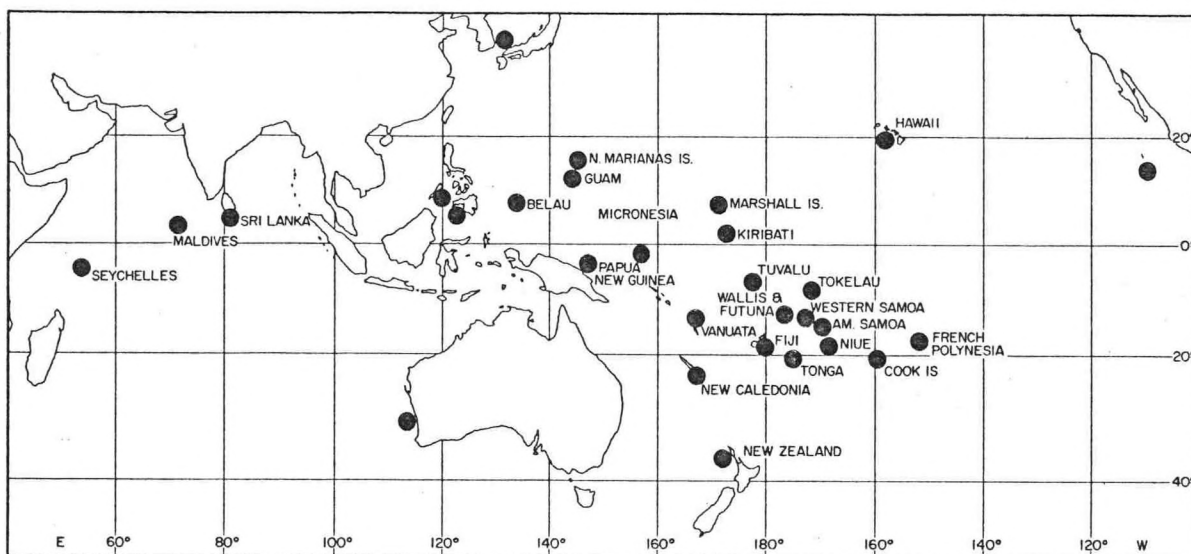 HAWAII
20°
N. MARIANAS IS.
GUAM
BELAU
MICRONESIA
MARSHALL IS.
SRI LANKA
KIRIBATI
MALDIVES
0°
SEYCHELLES
PAPUA
NEW GUINEA
TUVALU
TOKELAU
WALLIS &
FUTUNA
WESTERN SAMOA
AM. SAMOA
VANUATA
FIJI
NIUE
FRENCH
POLYNESIA
20°
TONGA
COOK IS
NEW CALEDONIA
NEW ZEALAND
40°
E 60° 80° 100° 120° 140° 160° 180° 160° 140° 120° W